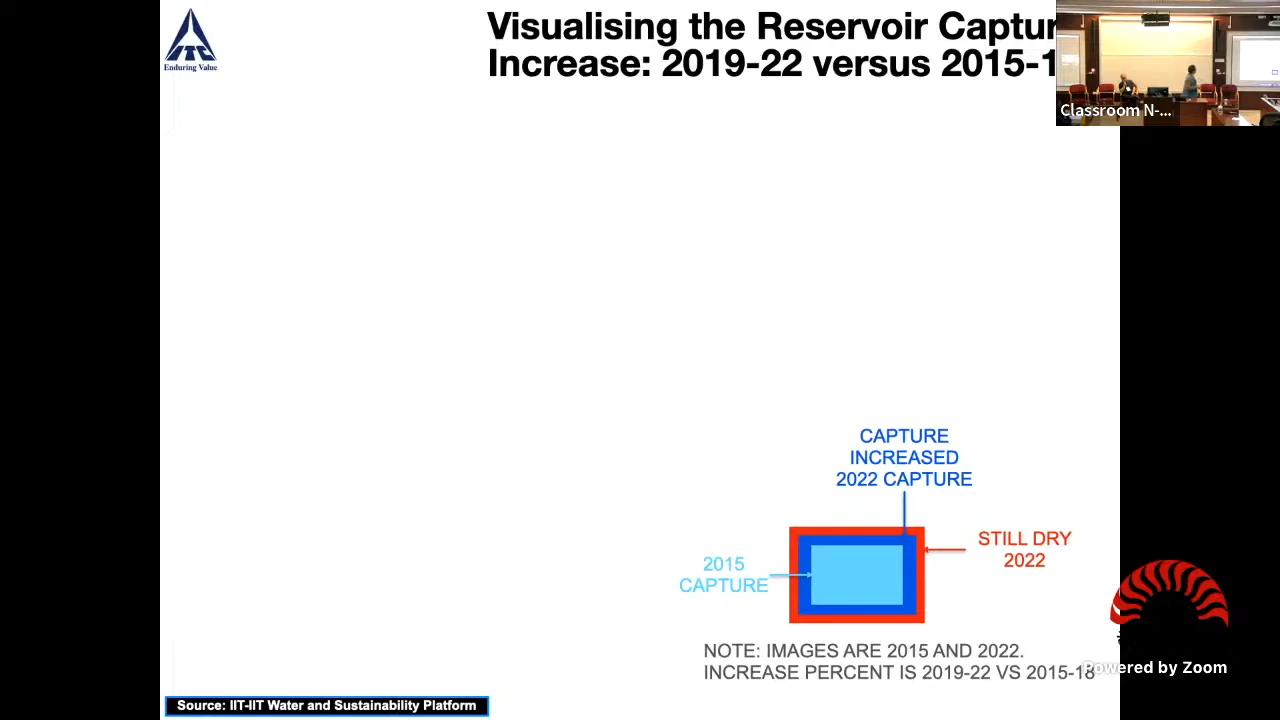 ITC
Enduring Value
Visualising the Reservoir Captur
Increase: 2019-22 versus 2015-1
Classroom N-...
CAPTURE
INCREASED
2022 CAPTURE
STILL DRY
2022
2015
CAPTURE
NOTE: IMAGES ARE 2015 AND 2022.
INCREASE PERCENT IS 2019-22 VS 2015-18
Powered by Zoom
Source: IIT-IIT Water and Sustainability Platform